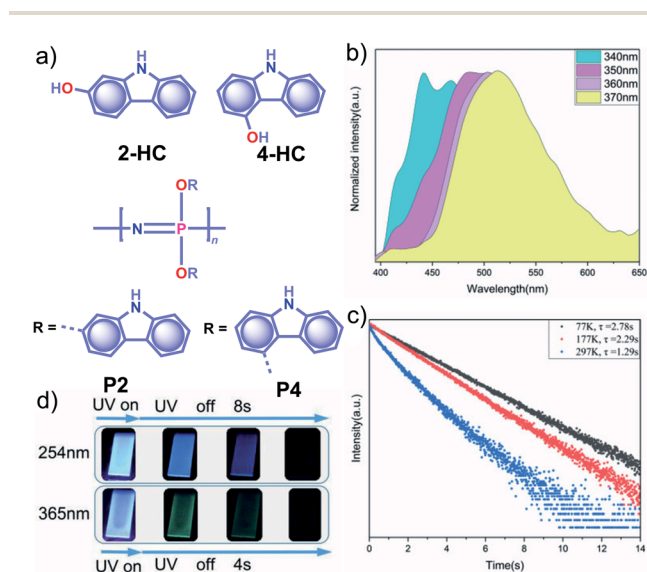 a)
H
N
HO
2-HC
H
N
OH
4-HC
OR
N
P
n
OR
R =
H
N
P2
R =
H
N
P4
b)
Normalized intensity(a.u.)
340nm
350nm
360nm
370nm
400 450 500 550 600 650
Wavelength(nm)
c)
Intensity(a.u.)
77K, τ =2.78s
177K, τ =2.29s
297K, τ =1.29s
0 2 4 6 8 10 12 14
Time(s)
d)
UV on UV off 8s
254nm
365nm
UV on UV off 4s